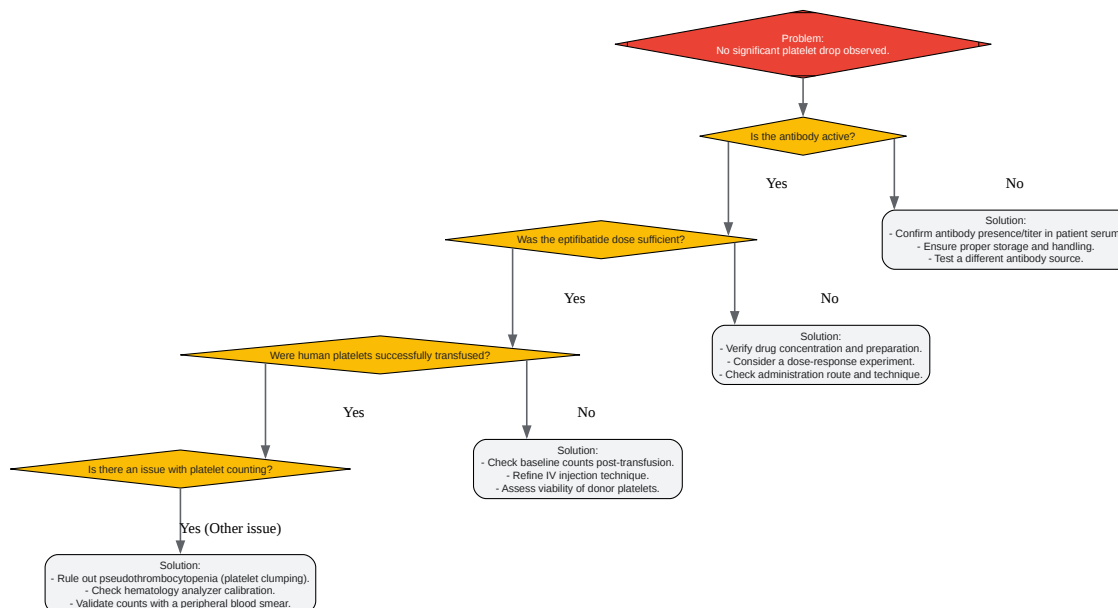 Problem:
No significant platelet drop observed.
Is the antibody active?
Yes
No
Solution:
- Confirm antibody presence/titer in patient serum
- Ensure proper storage and handling.
- Test a different antibody source.
Was the eptifibatide dose sufficient?
Yes
No
Solution:
- Verify drug concentration and preparation.
- Consider a dose-response experiment.
- Check administration route and technique.
Were human platelets successfully transfused?
Yes
No
Solution:
- Check baseline counts post-transfusion.
- Refine IV injection technique.
- Assess viability of donor platelets.
Is there an issue with platelet counting?
Yes (Other issue)
Solution:
- Rule out pseudothrombocytopenia (platelet clumping).
- Check hematology analyzer calibration.
- Validate counts with a peripheral blood smear.